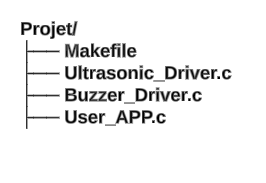 Projet/
├── Makefile
├── Ultrasonic_Driver.c
├── Buzzer_Driver.c
├── User_APP.c